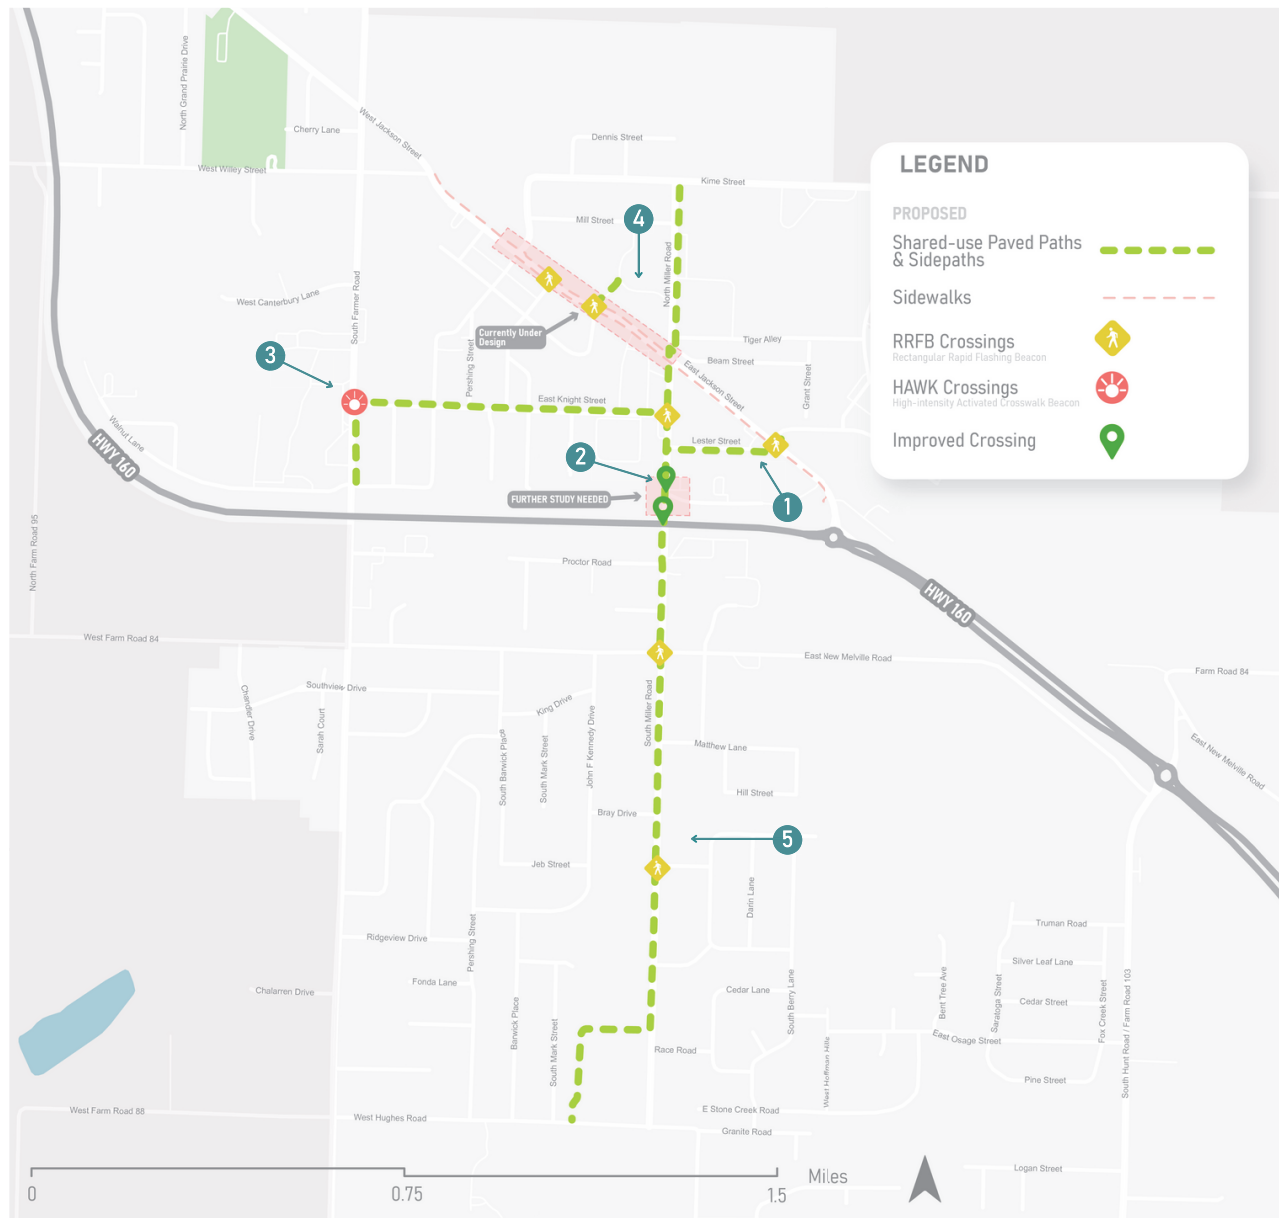 LEGEND
PROPOSED
Shared-use Paved Paths
& Sidepaths
Sidewalks
RRFB Crossings
Rectangular Rapid Flashing Beacon
HAWK Crossings
High-intensity Activated Crosswalk Beacon
Improved Crossing
North Grand Prairie Drive
Cherry Lane
West Jackson Street
West Willey Street
Dennis Street
Kime Street
Mill Street
4
North Miller Road
West Canterbury Lane
South Farmer Road
Currently Under
Design
Pershing Street
Tiger Alley
Beam Street
East Jackson Street
Grant Street
3
East Knight Street
Walnut Lane
HWY 160
Lester Street
2
FURTHER STUDY NEEDED
1
North Farm Road 95
Proctor Road
HWY 160
West Farm Road 84
East New Melville Road
Farm Road 84
East New Melville Road
Southview Drive
Chandler Drive
Sarah Court
King Drive
South Barwick Place
South Mark Street
John F Kennedy Drive
South Miller Road
Matthew Lane
Hill Street
Bray Drive
5
Jeb Street
Darin Lane
Ridgeview Drive
Pershing Street
Fonda Lane
Chalarren Drive
Barwick Place
South Mark Street
Cedar Lane
South Berry Lane
Race Road
West Hoffman Hills
Truman Road
Silver Leaf Lane
Bent Tree Ave
Saratoga Street
Cedar Street
East Osage Street
Fox Creek Street
South Hunt Road / Farm Road 103
Pine Street
West Farm Road 88
West Hughes Road
E Stone Creek Road
Granite Road
Logan Street
0
0.75
1.5
Miles